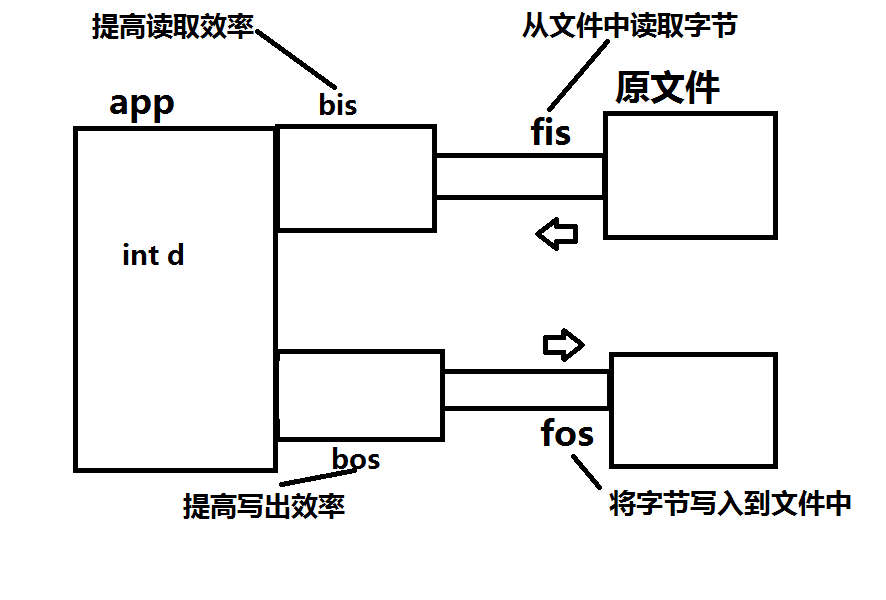 提高读取效率
从文件中读取字节
app
bis
原文件
fis
int d
fos
bos
提高写出效率
将字节写入到文件中